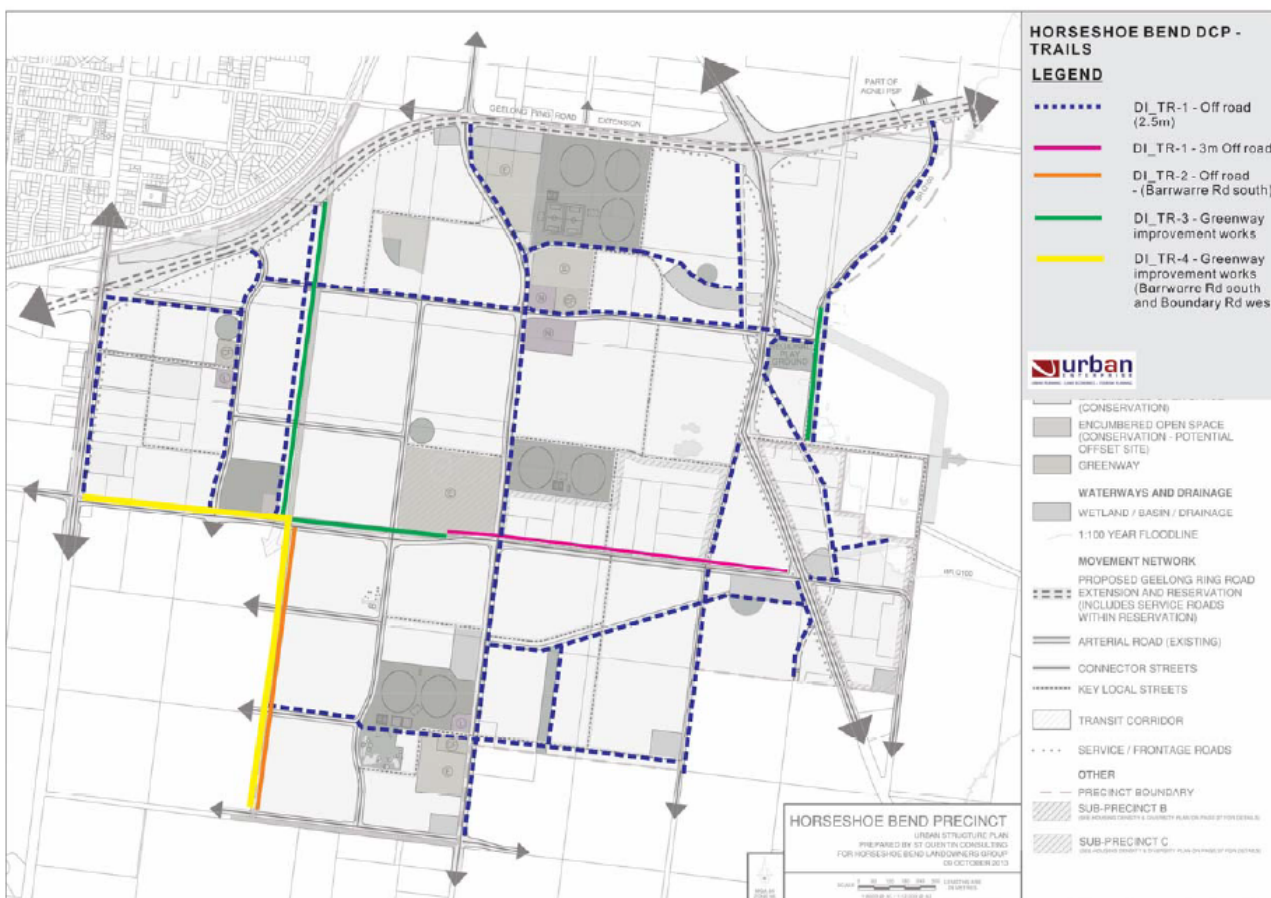 HORSESHOE BEND DCP -
TRAILS
LEGEND
DI_TR-1 - Off road
(2.5m)
DI_TR-1 - 3m Off road
DI_TR-2 - Off road
- (Barrwarre Rd south)
DI_TR-3 - Greenway
improvement works
DI_TR-4 - Greenway
improvement works
(Barrwarre Rd south
and Boundary Rd wes
urban
ENTERPRISE
(CONSERVATION)
ENCUMBERED OPEN SPACE
(CONSERVATION - POTENTIAL
OFFSET SITE)
GREENWAY
WATERWAYS AND DRAINAGE
WETLAND / BASIN / DRAINAGE
1:100 YEAR FLOODLINE
MOVEMENT NETWORK
PROPOSED GEELONG RING ROAD
EXTENSION AND RESERVATION
(INCLUDES SERVICE ROADS
WITHIN RESERVATION)
ARTERIAL ROAD (EXISTING)
CONNECTOR STREETS
KEY LOCAL STREETS
TRANSIT CORRIDOR
SERVICE / FRONTAGE ROADS
OTHER
PRECINCT BOUNDARY
SUB-PRECINCT B
SUB-PRECINCT C
GEELONG RING ROAD EXTENSION
PART OF
PLAY
GROUND
HORSESHOE BEND PRECINCT
URBAN STRUCTURE PLAN
PREPARED BY ST QUENTIN CONSULTING
FOR HORSESHOE BEND LANDOWNERS GROUP
SCALE